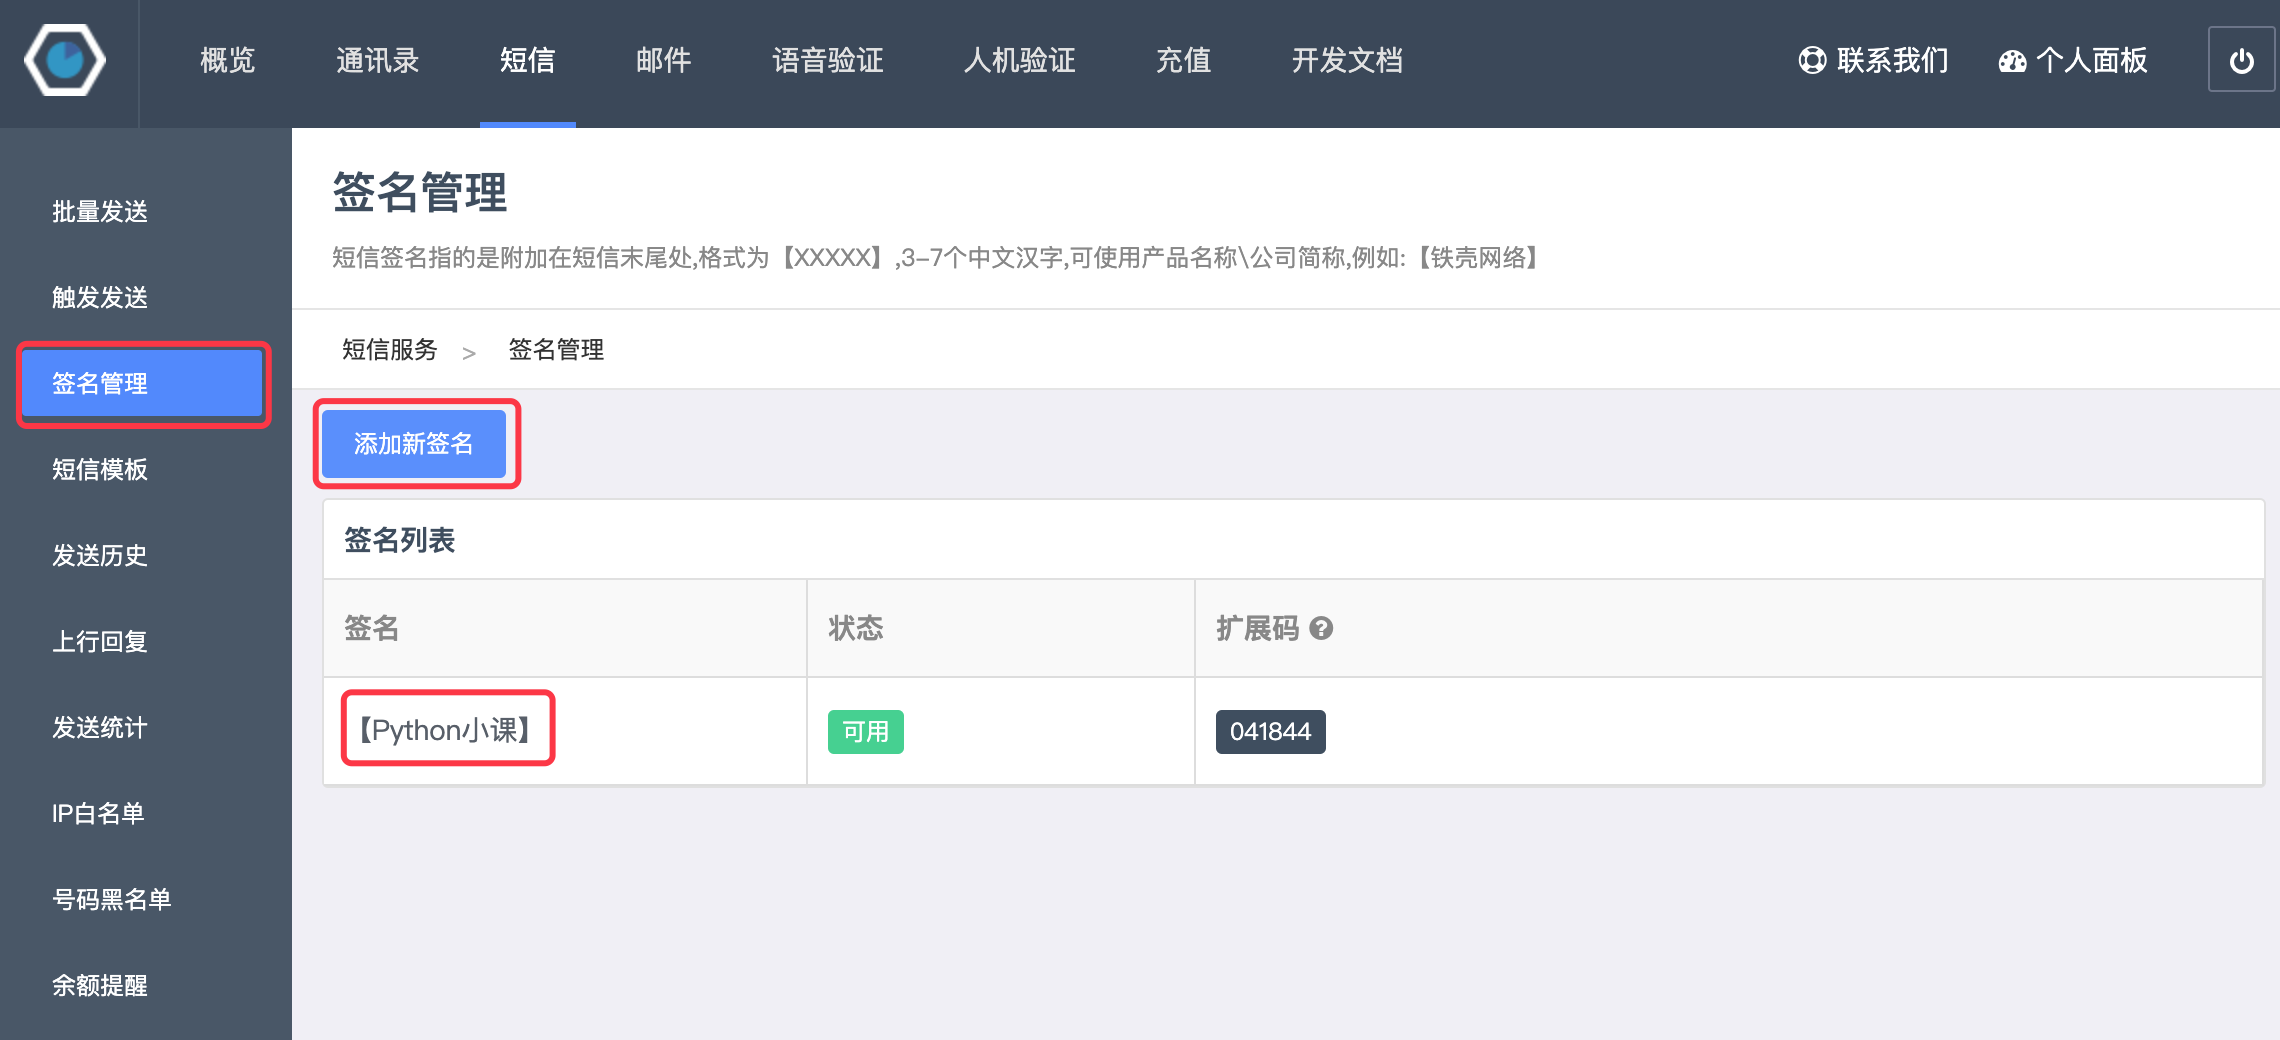 概览 通讯录 短信 邮件 语音验证 人机验证 充值 开发文档 联系我们 个人面板
批量发送
触发发送
签名管理
短信模板
发送历史
上行回复
发送统计
IP白名单
号码黑名单
余额提醒
签名管理
短信签名指的是附加在短信末尾处,格式为【XXXXX】,3-7个中文汉字,可使用产品名称\公司简称,例如:【铁壳网络】
短信服务 > 签名管理
添加新签名
签名列表
签名 状态 扩展码
【Python小课】 可用 041844